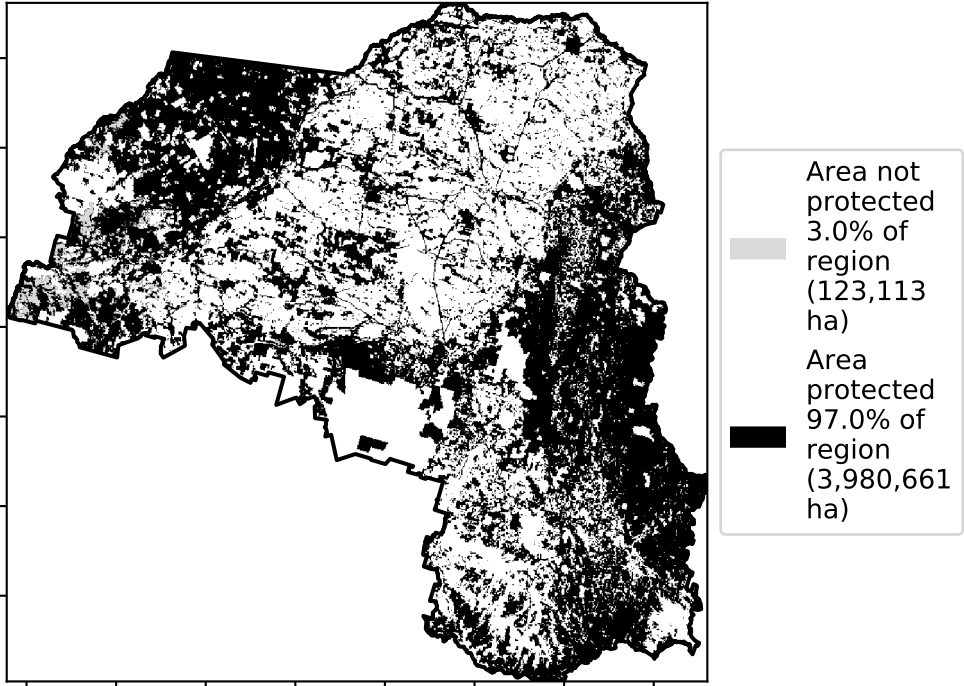 Area not
protected
3.0% of
region
(123,113
ha)
Area
protected
97.0% of
region
(3,980,661
ha)